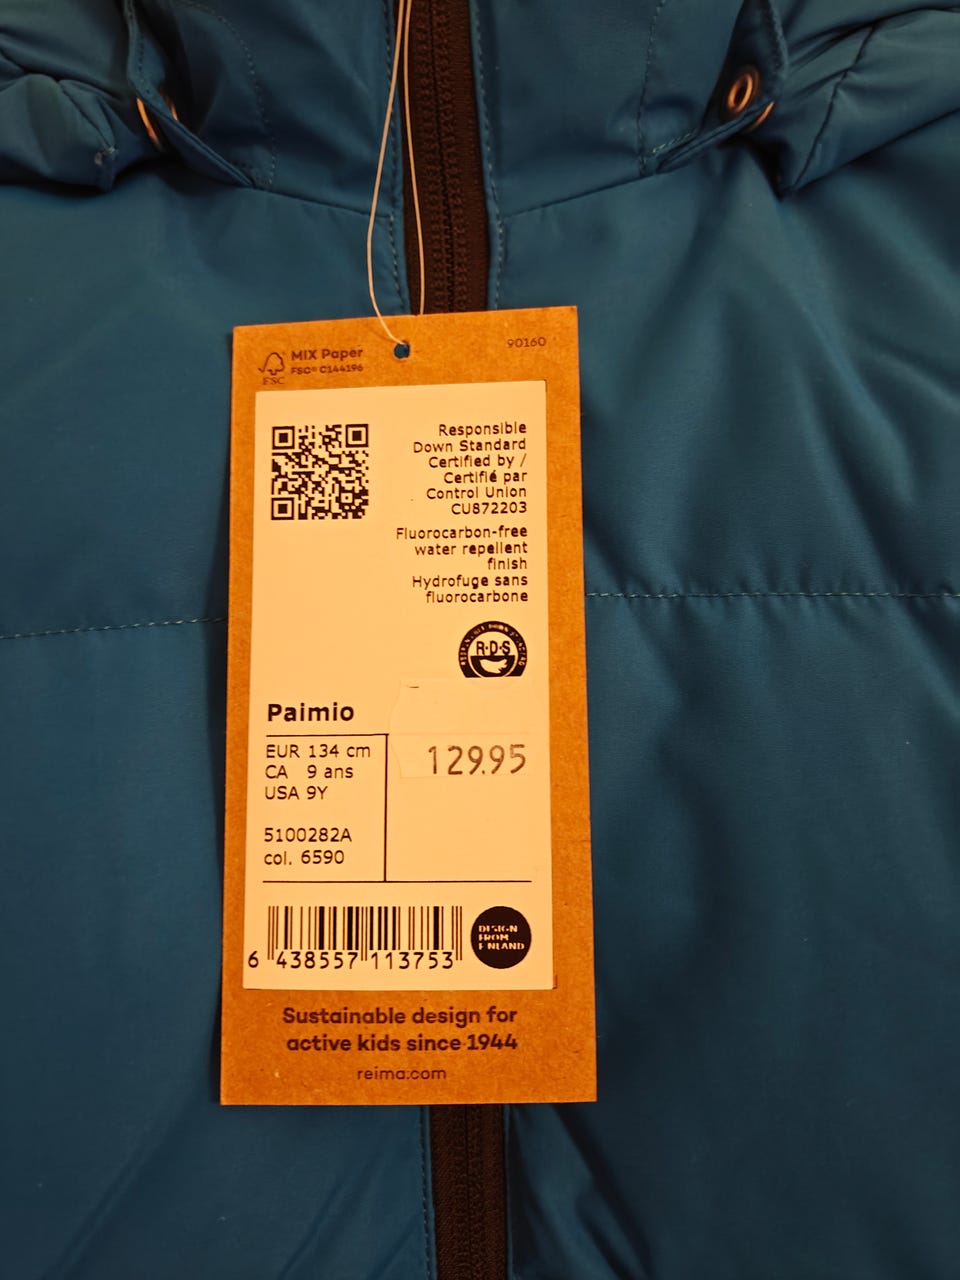 MIX Paper
FSC® C144196
FSC
90160
Responsible
Down Standard
Certified by /
Certifié par
Control Union
CU872203
Fluorocarbon-free
water repellent
finish
Hydrofuge sans
fluorocarbone
R·D·S
Paimio
EUR 134 cm
CA 9 ans
USA 9Y
129.95
5100282A
col. 6590
6 438557 113753
DESIGN
FROM
FINLAND
Sustainable design for
active kids since 1944
reima.com